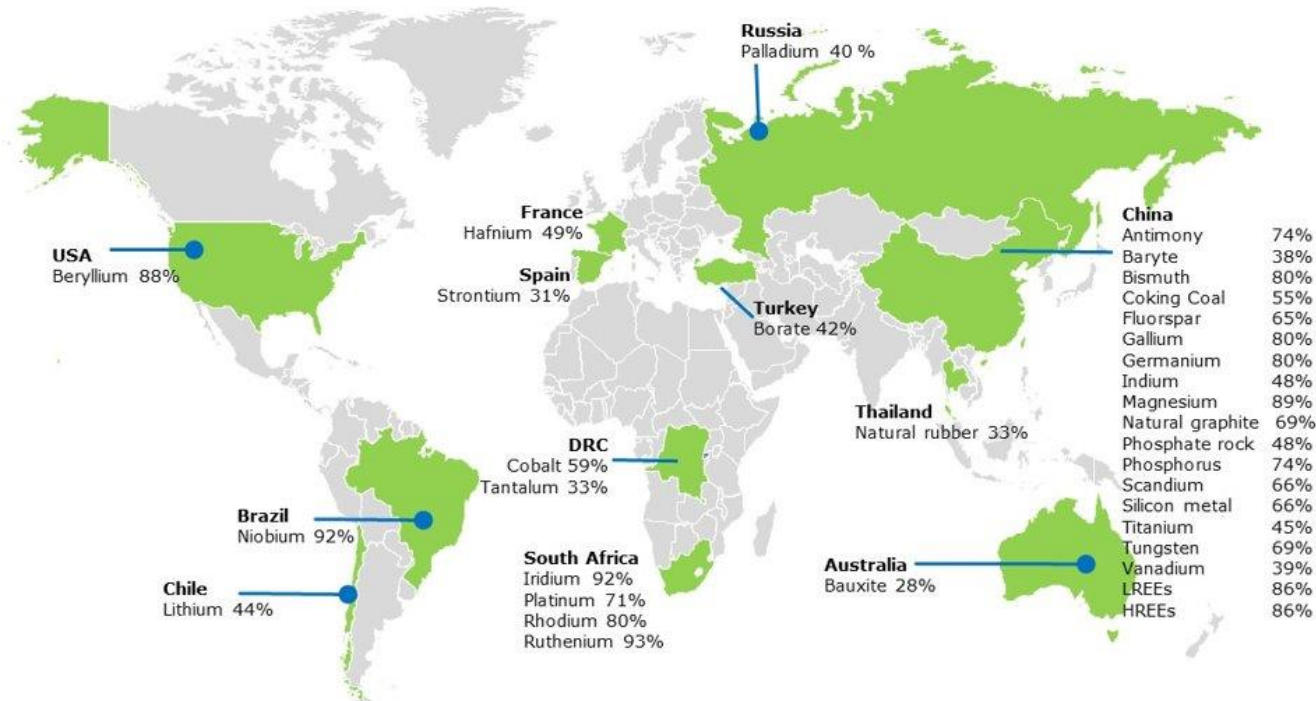 Russia
Palladium 40 %
France
Hafnium 49%
USA
Beryllium 88%
Spain
Strontium 31%
Turkey
Borate 42%
China
Antimony 74%
Baryte 38%
Bismuth 80%
Coking Coal 55%
Fluorspar 65%
Gallium 80%
Germanium 80%
Indium 48%
Magnesium 89%
Natural graphite 69%
Phosphate rock 48%
Phosphorus 74%
Scandium 66%
Silicon metal 66%
Titanium 45%
Tungsten 69%
Vanadium 39%
LREEs 86%
HREEs 86%
Thailand
Natural rubber 33%
DRC
Cobalt 59%
Tantalum 33%
Brazil
Niobium 92%
Chile
Lithium 44%
South Africa
Iridium 92%
Platinum 71%
Rhodium 80%
Ruthenium 93%
Australia
Bauxite 28%